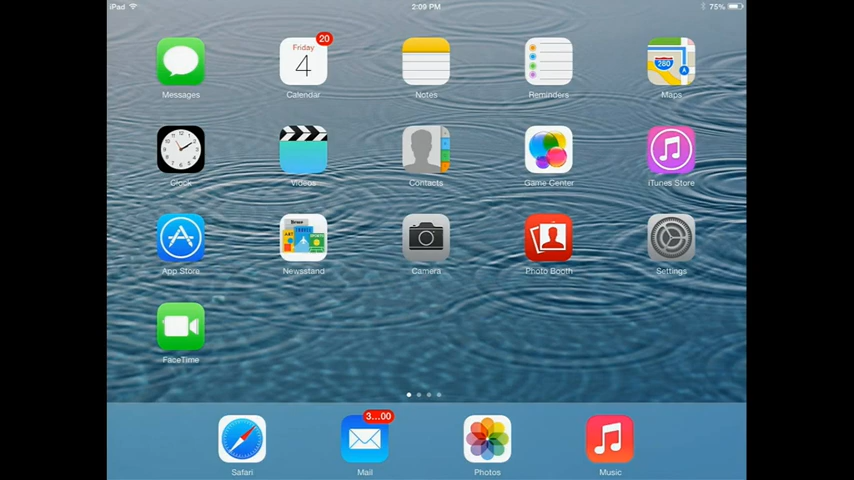 iPad 2:09 PM 75%
20
Friday
4
280
A
Messages Calendar Notes Reminders Maps
Clock Videos Contacts Game Center iTunes Store
App Store Newsstand Camera Photo Booth Settings
FaceTime
3...00
Safari Mail Photos Music